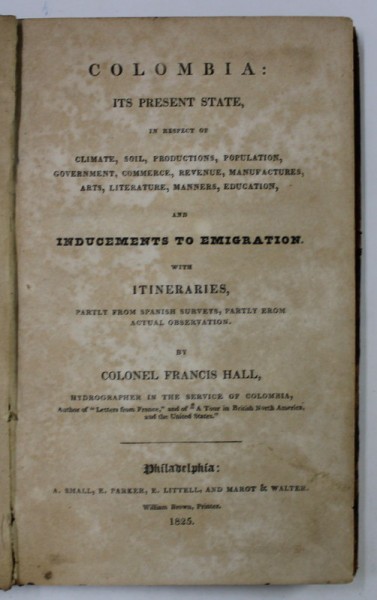 COLOMBIA:
ITS PRESENT STATE,
IN RESPECT OF
CLIMATE, SOIL, PRODUCTIONS, POPULATION,
GOVERNMENT, COMMERCE, REVENUE, MANUFACTURES,
ARTS, LITERATURE, MANNERS, EDUCATION,
AND
INDUCEMENTS TO EMIGRATION.
WITH
ITINERARIES,
PARTLY FROM SPANISH SURVEYS, PARTLY FROM
ACTUAL OBSERVATION.
BY
COLONEL FRANCIS HALL,
HYDROGRAPHER IN THE SERVICE OF COLOMBIA,
Author of "Letters from France," and of "A Tour in British North America,
and the United States."
Philadelphia:
A. SMALL, E. PARKER, E. LITTELL, AND MAROT & WALTER.
William Brown, Printer.
1825.